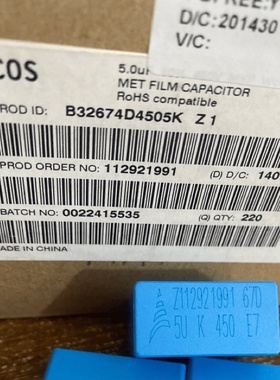 D/C: 201430
V/C:
COS
5.0uF
MET FILM CAPACITOR
RoHS compatible
PROD ID: B32674D4505K Z 1
PROD ORDER NO: 112921991 (D) D/C: 140
BATCH NO: 0022415535 (Q) QTY: 220
MADE IN CHINA
Z112921991 67D
5U K 450 E7